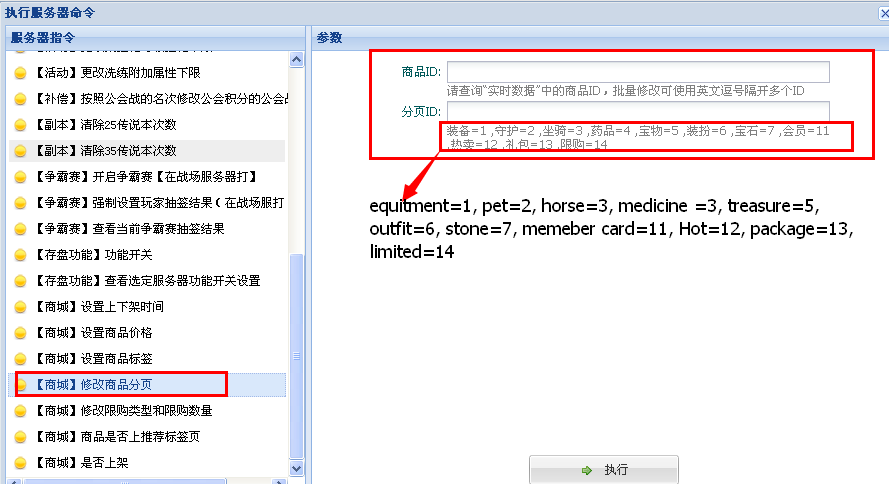 执行服务器命令
服务器指令
【活动】更改洗练附加属性下限
【补偿】按照公会战的名次修改公会积分的公会战
【副本】清除25传说本次数
【副本】清除35传说本次数
【争霸赛】开启争霸赛【在战场服务器打】
【争霸赛】强制设置玩家抽签结果（在战场服打
【争霸赛】查看当前争霸赛抽签结果
【存盘功能】功能开关
【存盘功能】查看选定服务器功能开关设置
【商城】设置上下架时间
【商城】设置商品价格
【商城】设置商品标签
【商城】修改商品分页
【商城】修改限购类型和限购数量
【商城】商品是否上推荐标签页
【商城】是否上架
参数
商品ID:
请查询"实时数据"中的商品ID，批量修改可使用英文逗号隔开多个ID
分页ID:
装备=1 ,守护=2 ,坐骑=3 ,药品=4 ,宝物=5 ,装扮=6 ,宝石=7 ,会员=11
,热卖=12 ,礼包=13 ,限购=14
equitment=1, pet=2, horse=3, medicine =3, treasure=5,
outfit=6, stone=7, memeber card=11, Hot=12, package=13,
limited=14
执行